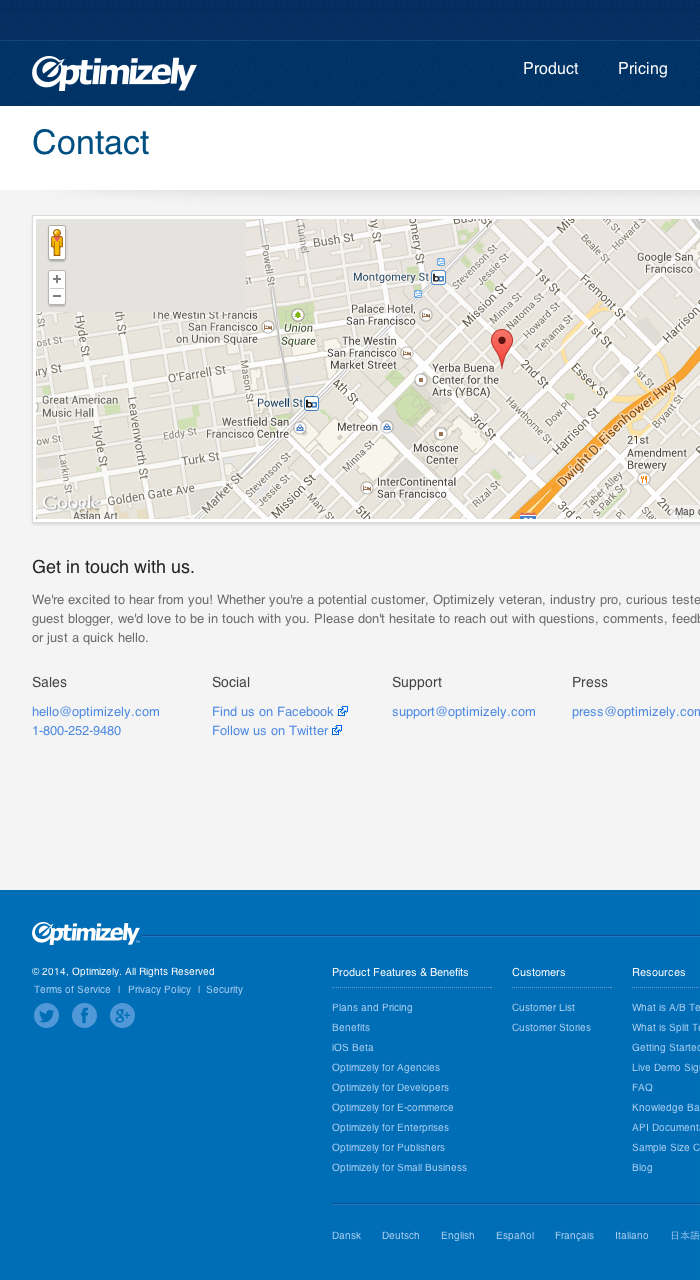 Optimizely
Product
Pricing
Contact
Bush St
Montgomery St
Google San
Francisco
Powell St
Mission St
Stevenson St
Jessie St
Minna St
Natoma St
Howard St
Tehama St
1st St
1st St
Fremont St
Beale St
Howard St
The Westin St Francis
San Francisco
on Union Square
Union
Square
Palace Hotel,
San Francisco
The Westin
San Francisco
Market Street
Yerba Buena
Center for the
Arts (YBCA)
2nd St
Essex St
Harrison St
Dow Pl
Hawthorne St
Dwight D. Eisenhower Hwy
Bryant St
Hyde St
O'Farrell St
Mason St
Great American
Music Hall
Leavenworth St
Powell St
4th St
3rd St
Westfield San
Francisco Centre
Metreon
Moscone
Center
Eddy St
Turk St
Hyde St
Larkin St
Golden Gate Ave
Market St
Stevenson St
Jessie St
Mission St
Minna St
InterContinental
San Francisco
Rizal St
21st
Amendment
Brewery
Taber Alley
S Park St
Google
Asian Art
5th
3rd
Map
Get in touch with us.
We're excited to hear from you! Whether you're a potential customer, Optimizely veteran, industry pro, curious teste
guest blogger, we'd love to be in touch with you. Please don't hesitate to reach out with questions, comments, feedb
or just a quick hello.
Sales
Social
Support
Press
hello@optimizely.com
Find us on Facebook
support@optimizely.com
press@optimizely.com
1-800-252-9480
Follow us on Twitter
Optimizely
© 2014, Optimizely. All Rights Reserved
Terms of Service | Privacy Policy | Security
Product Features & Benefits
Plans and Pricing
Benefits
iOS Beta
Optimizely for Agencies
Optimizely for Developers
Optimizely for E-commerce
Optimizely for Enterprises
Optimizely for Publishers
Optimizely for Small Business
Customers
Customer List
Customer Stories
Resources
What is A/B Te
What is Split Te
Getting Started
Live Demo Sig
FAQ
Knowledge Ba
API Documenta
Sample Size C
Blog
Dansk Deutsch English Español Français Italiano 日本語